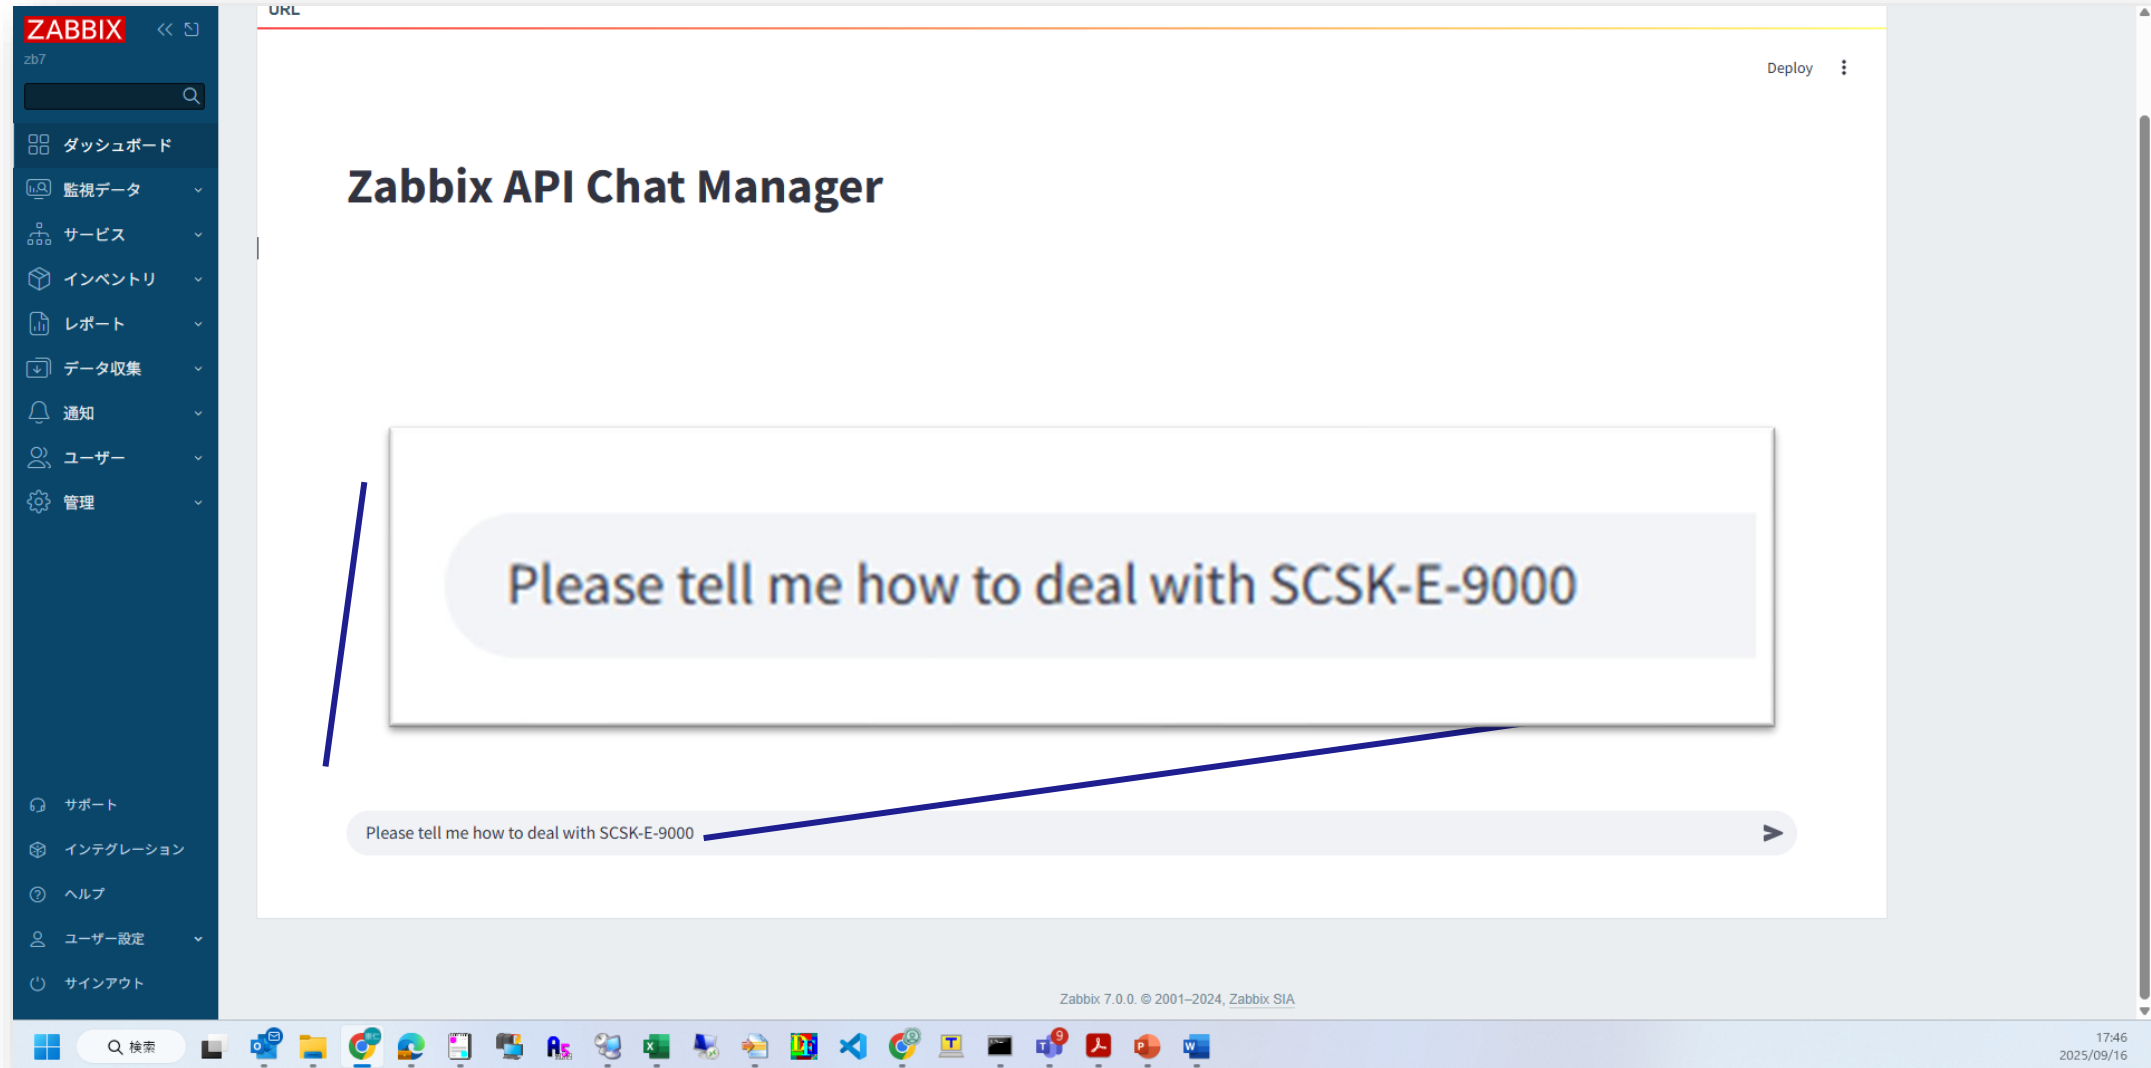 ZABBIX
zb7
ダッシュボード
監視データ
サービス
インベントリ
レポート
データ収集
通知
ユーザー
管理
サポート
インテグレーション
ヘルプ
ユーザー設定
サインアウト
URL
Deploy
Zabbix API Chat Manager
Please tell me how to deal with SCSK-E-9000
Please tell me how to deal with SCSK-E-9000
Zabbix 7.0.0. © 2001–2024, Zabbix SIA
検索
9
17:46
2025/09/16